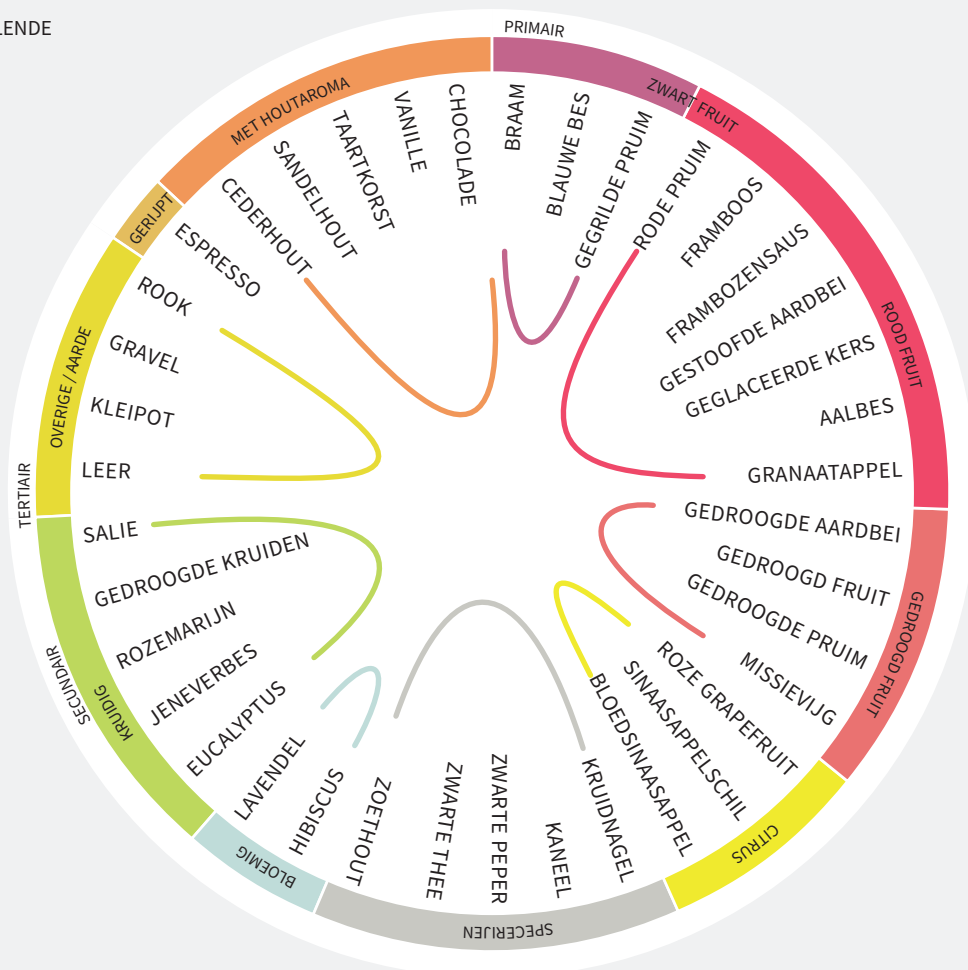 LENDE
PRIMAIR
ZWART FRUIT
BRAAM
BLAUWE BES
GEGRILDE PRUIM
ROOD FRUIT
RODE PRUIM
FRAMBOOS
FRAMBOZENSAUS
GESTOOFDE AARDBEI
GEGLACEERDE KERS
AALBES
GRANAATAPPEL
GEDROOGD FRUIT
GEDROOGDE AARDBEI
GEDROOGD FRUIT
GEDROOGDE PRUIM
MISSIEVIJG
CITRUS
ROZE GRAPEFRUIT
SINAASAPPELSCHIL
BLOEDSINAASAPPEL
SPECERIJEN
KRUIDNAGEL
KANEEL
ZWARTE PEPER
ZWARTE THEE
ZOETHOUT
BLOEMIG
HIBISCUS
LAVENDEL
SECUNDAIR
KRUIDIG
EUCALYPTUS
JENEVERBES
ROZEMARIJN
GEDROOGDE KRUIDEN
SALIE
TERTIAIR
OVERIGE / AARDE
LEER
KLEIPOT
GRAVEL
ROOK
GERIJPT
ESPRESSO
MET HOUTAROMA
CEDERHOUT
SANDELHOUT
TAARTKORST
VANILLE
CHOCOLADE